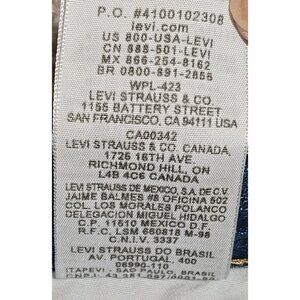 P.O. #4100102308
levi.com
US 800-USA-LEVI
CN 885-501-LEVI
MX 866-254-8162
BR 0800-891-2855
WPL-423
LEVI STRAUSS & CO.
1155 BATTERY STREET
SAN FRANCISCO, CA 94111 USA
CA00342
LEVI STRAUSS & CO. CANADA,
1725 16TH AVE,
RICHMOND HILL, ON
L4B 4C6 CANADA
LEVI STRAUSS DE MEXICO, S.A. DE C.V.
JAIME BALMES #8 OFICINA 502
COL. LOS MORALES POLANCO
DELEGACION MIGUEL HIDALGO
C.P. 11510 MEXICO D.F.
R.F.C. LSM 660818 M-98
C.N.I.V. 3337
LEVI STRAUSS DO BRASIL
AV. PORTUGAL, 400
06990-110
ITAPEVI - SAO PAULO, BRASIL